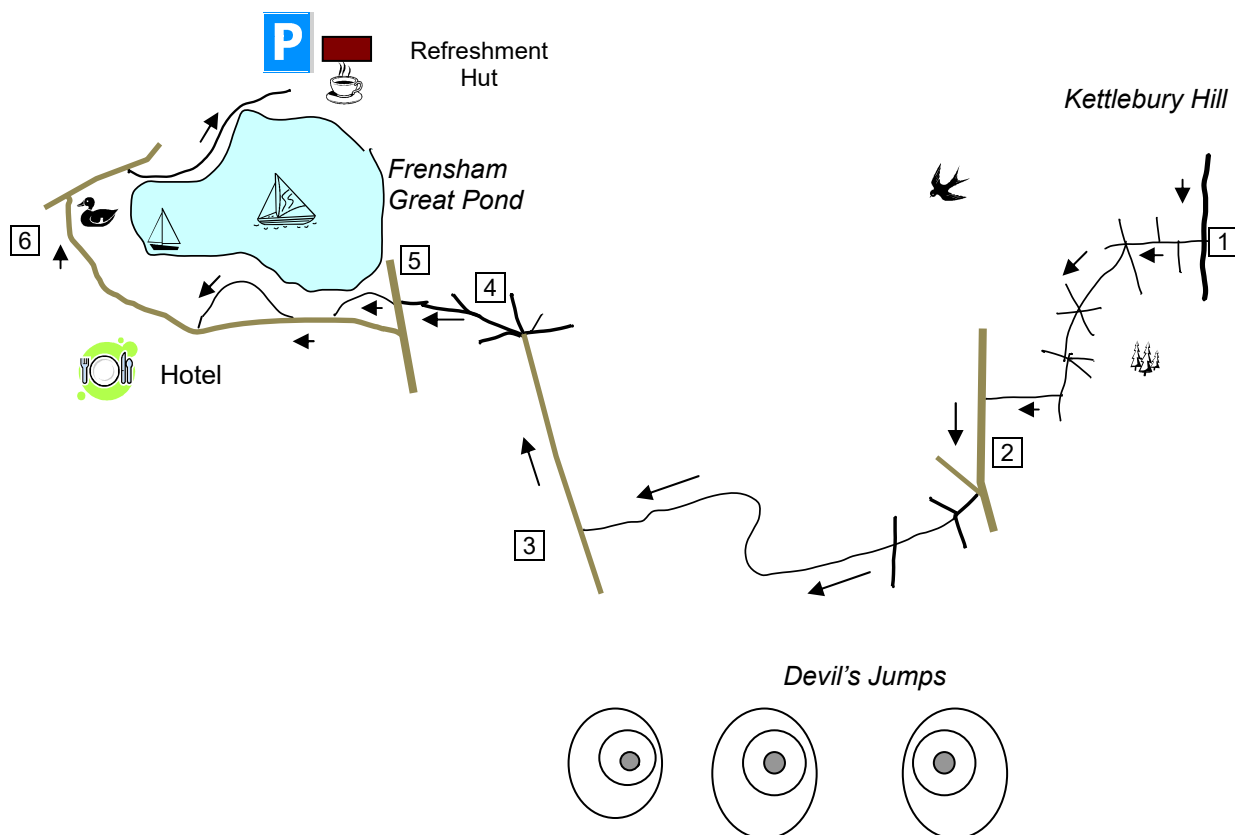 P
Refreshment
Hut
Kettlebury Hill
Frensham
Great Pond
1
6
5
4
Hotel
2
3
Devil's Jumps